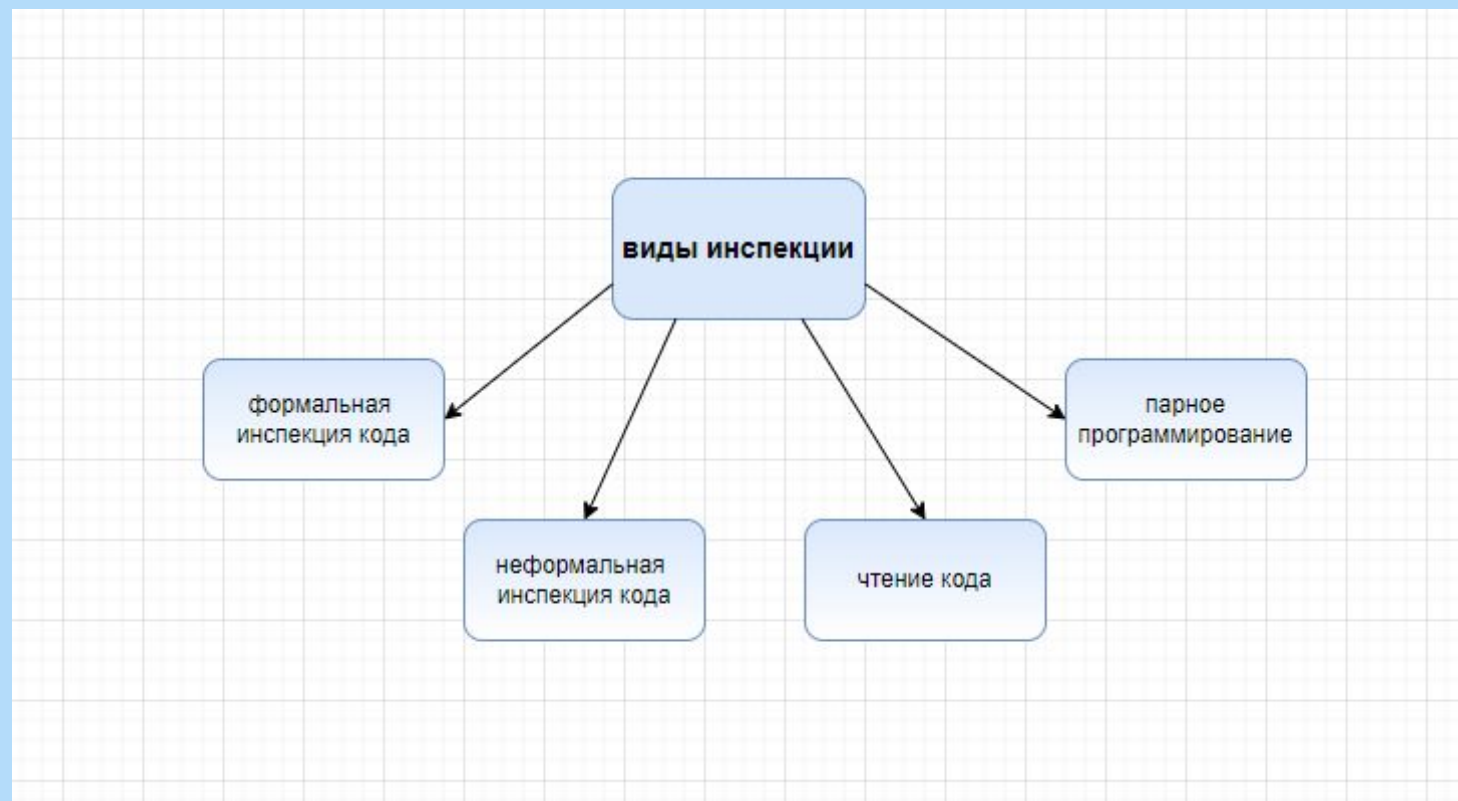 виды инспекции
формальная
инспекция кода
парное
программирование
неформальная
инспекция кода
чтение кода